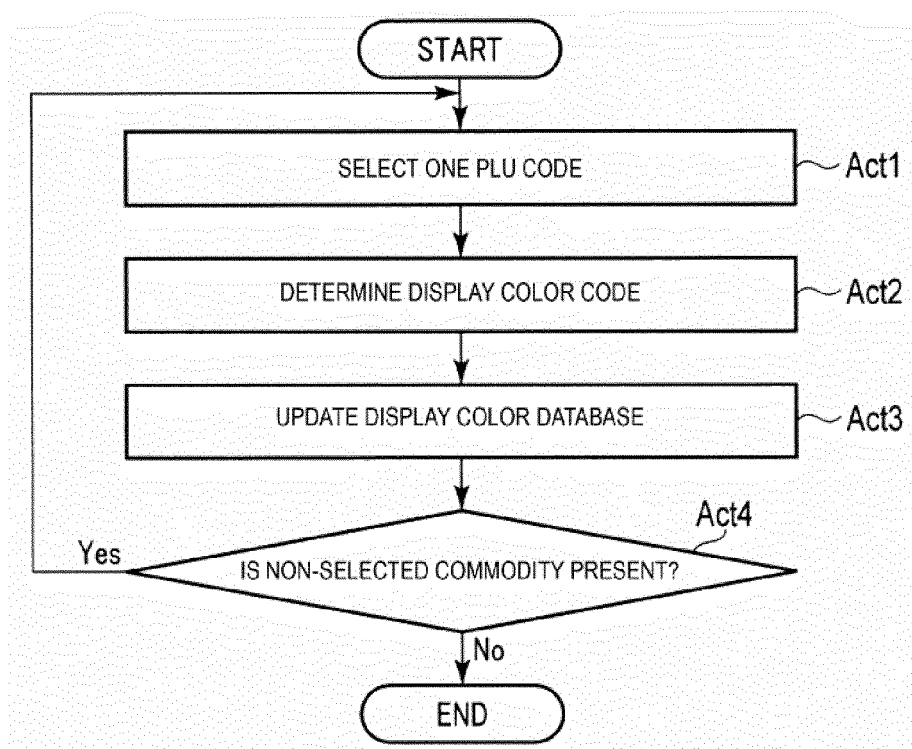 START
SELECT ONE PLU CODE
Act1
DETERMINE DISPLAY COLOR CODE
Act2
UPDATE DISPLAY COLOR DATABASE
Act3
Act4
Yes
IS NON-SELECTED COMMODITY PRESENT?
No
END